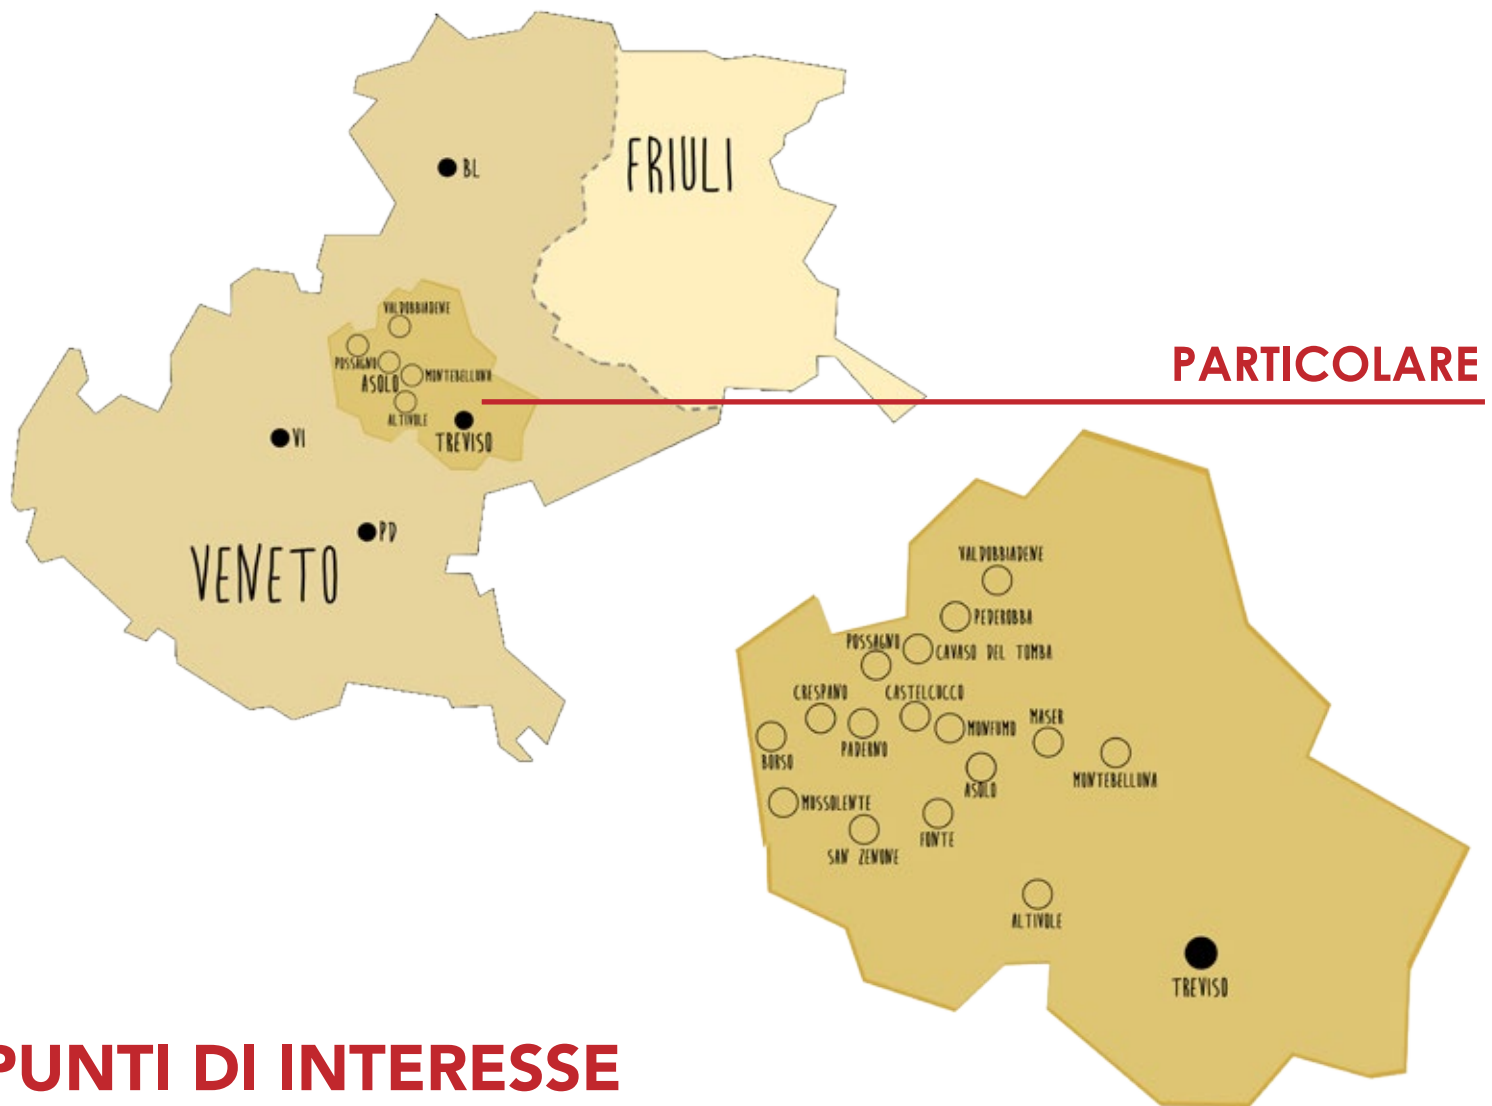 FRIULI
BL
VALDOBBIADENE
POSSAGNO
ASOLO
MONTEBELLUNA
ALTIVOLE
TREVISO
VI
PD
VENETO
PARTICOLARE
VALDOBBIADENE
PEDEROBBA
POSSAGNO
CAVASO DEL TOMBA
CRESPANO
CASTELCUCCO
MASER
MONFUMO
PADERNO
BORSO
ASOLO
MONTEBELLUNA
MUSSOLENTE
FONTE
SAN ZENONE
ALTIVOLE
TREVISO
PUNTI DI INTERESSE